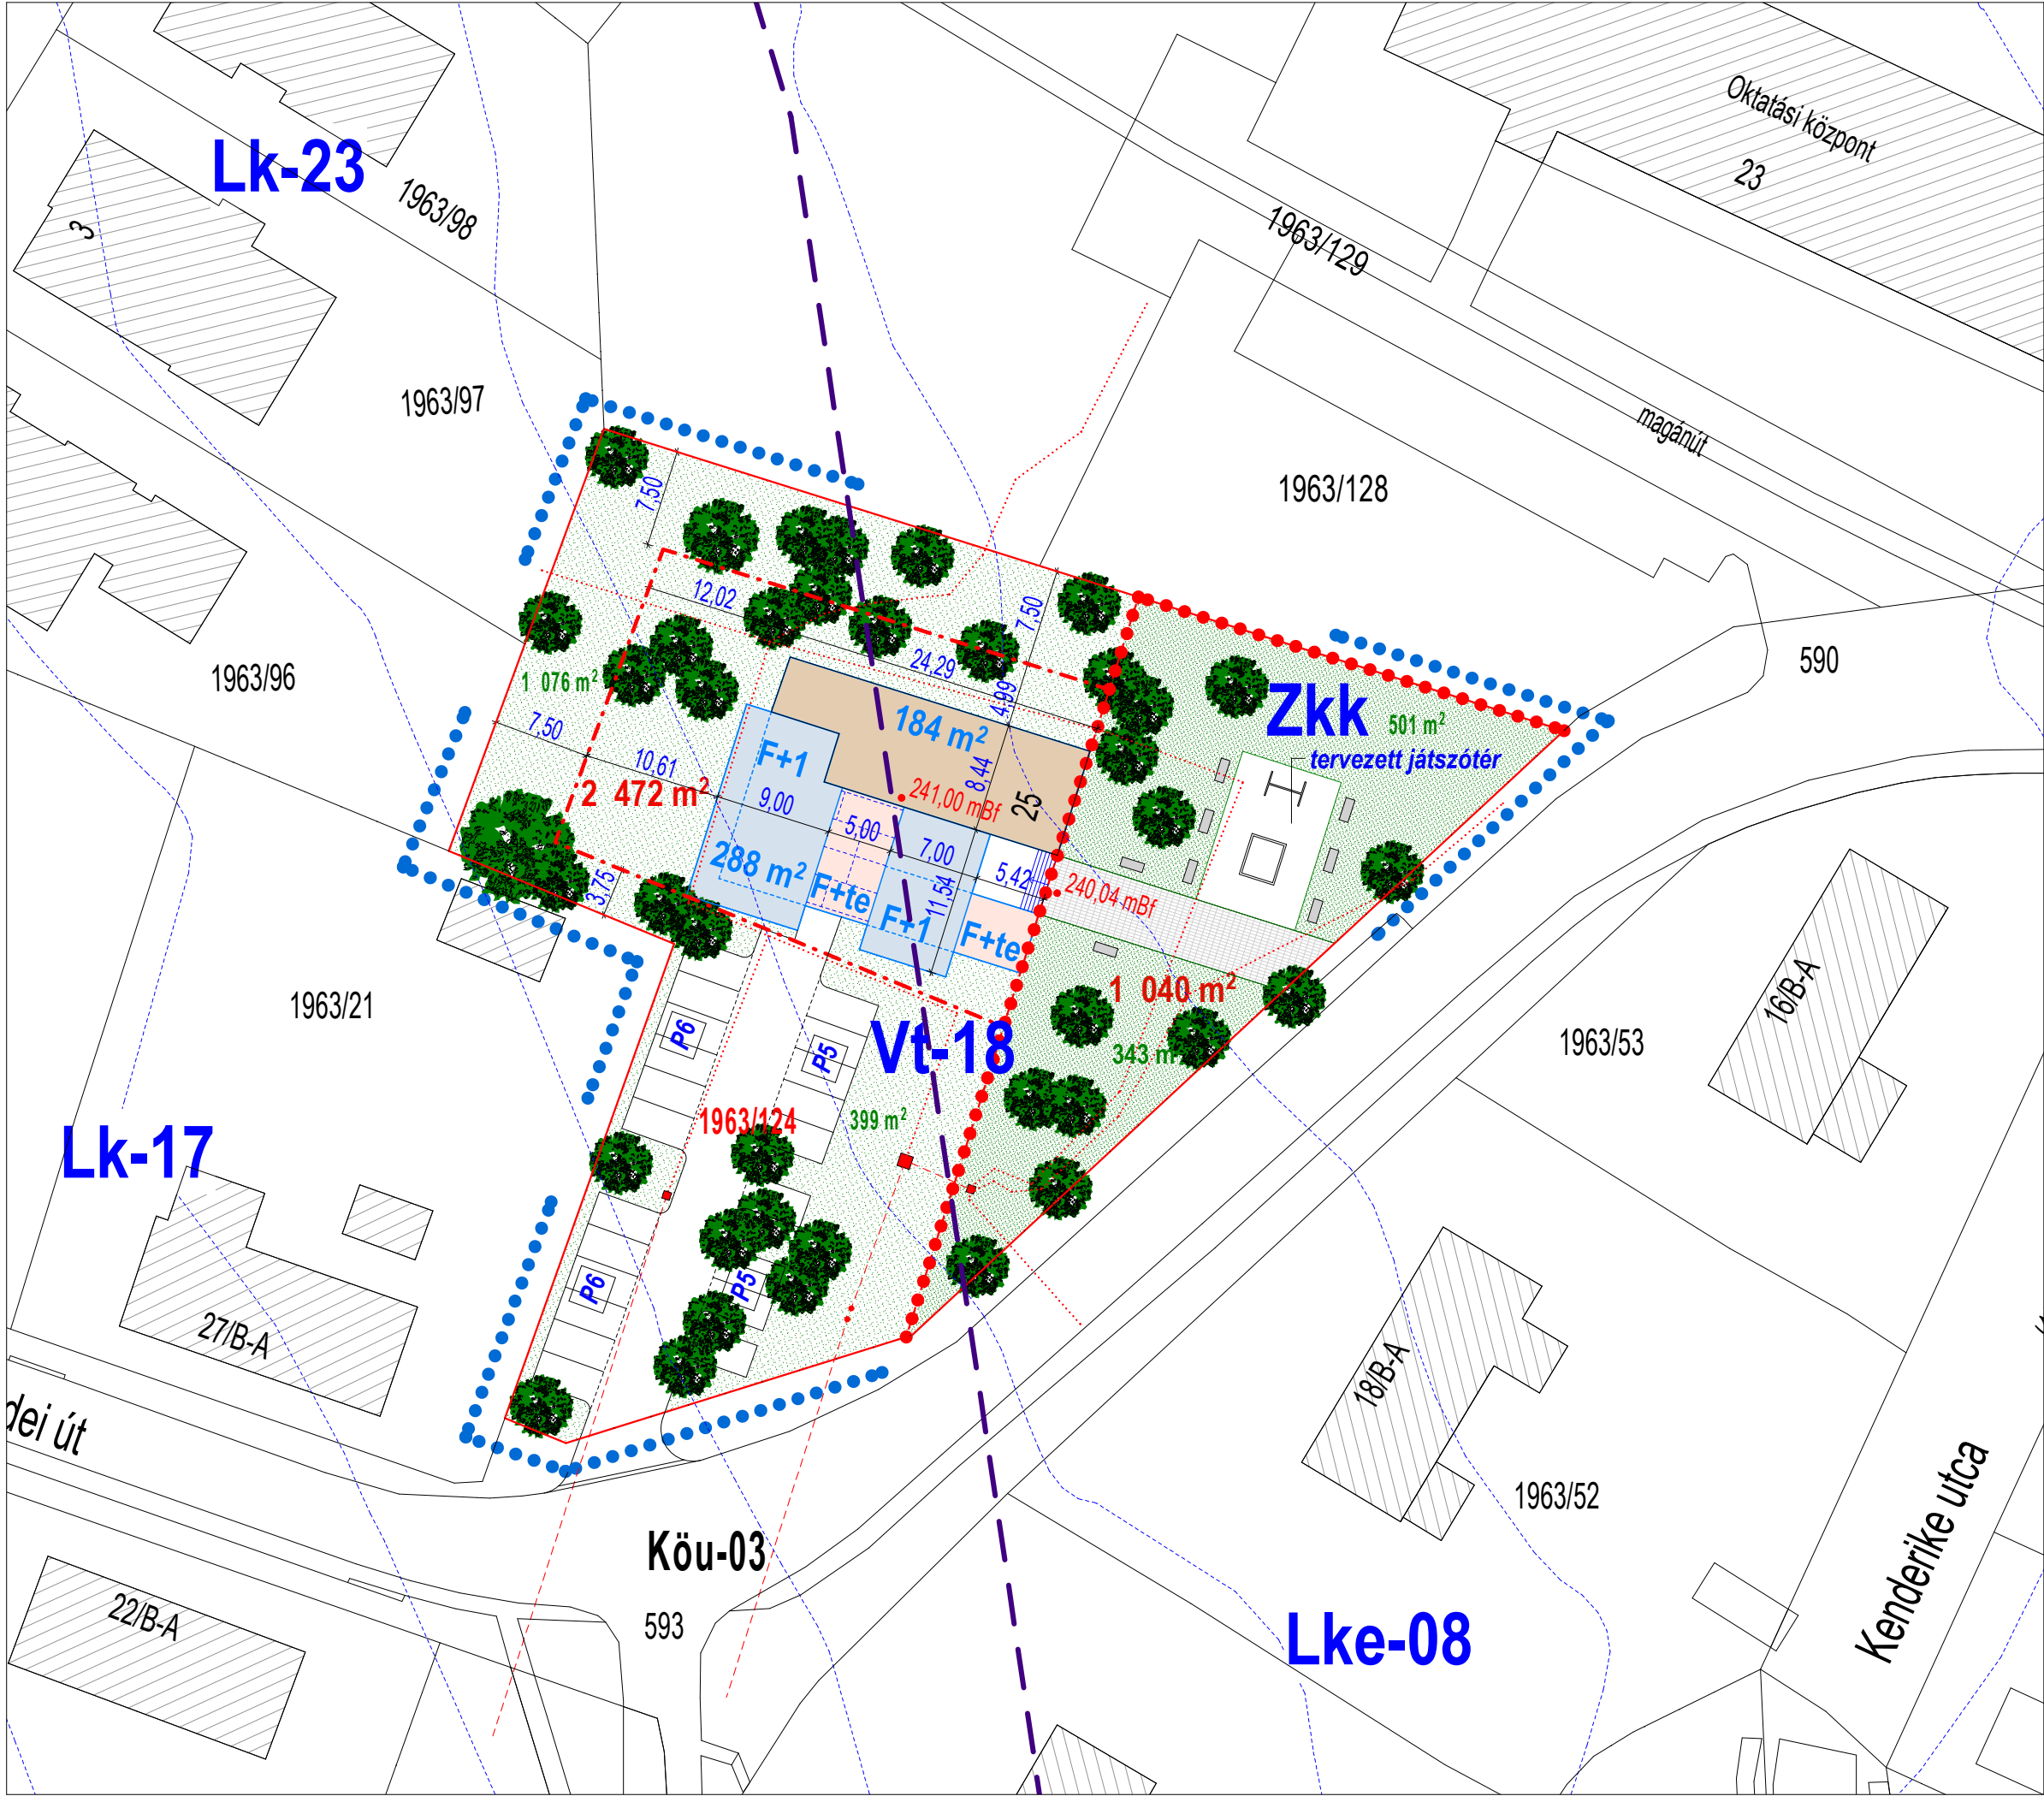 Oktatási központ
23
Lk-23
1963/98
3
1963/129
1963/97
magánút
1963/128
7,50
12,02
7,50
24,29
4,99
590
1963/96
1 076 m²
Zkk
501 m²
tervezett játszótér
184 m²
7,50
F+1
10,61
2 472 m²
8,44
241,00 mBf
25
9,00
5,00
7,00
288 m²
5,42
3,75
F+te
11,54
240,04 mBf
F+1
F+te
1 040 m²
16/B-A
1963/21
P6
Vt-18
P5
343 m
1963/53
1963/124
399 m²
Lk-17
P6
P5
27/B-A
18/B-A
dei út
1963/52
Köu-03
Kenderike utca
22/B-A
593
Lke-08